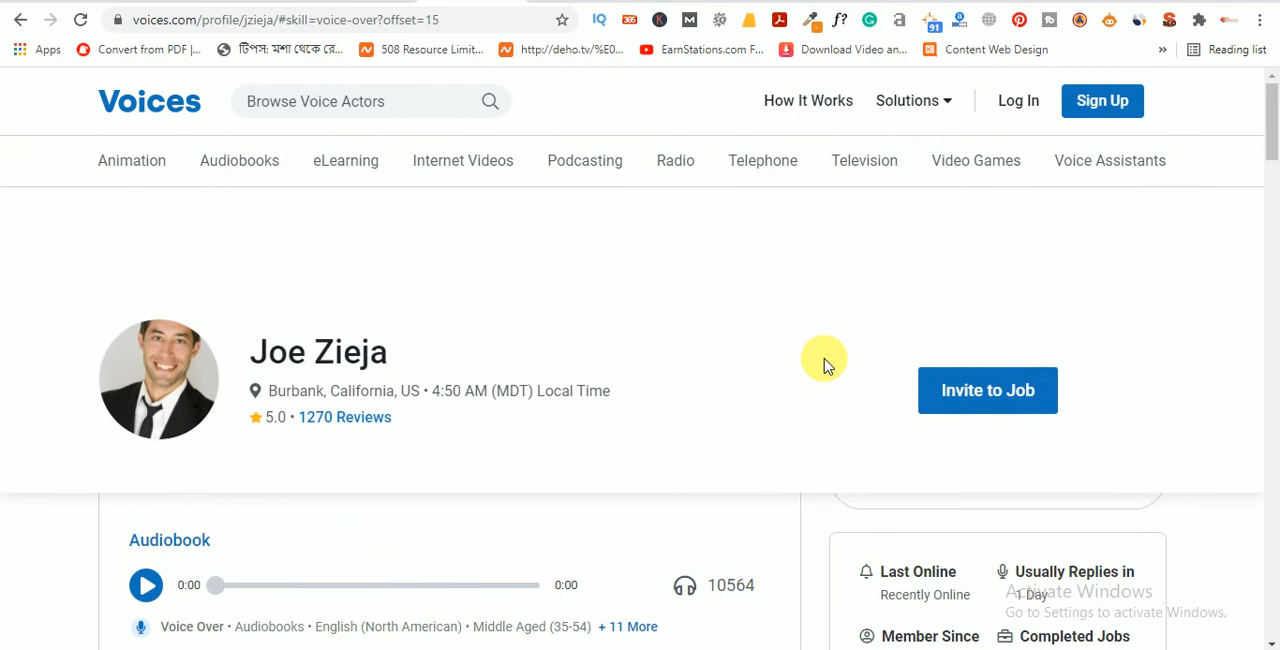 voices.com/profile/jzieja/#skill=voice-over?offset=15
Apps Convert from PDF |... টিপস: মশা থেকে রে... 508 Resource Limit... http://deho.tv/%E0... EarnStations.com F... Download Video an... Content Web Design » Reading list
Voices Browse Voice Actors How It Works Solutions Log In Sign Up
Animation Audiobooks eLearning Internet Videos Podcasting Radio Telephone Television Video Games Voice Assistants
Joe Zieja
Burbank, California, US • 4:50 AM (MDT) Local Time
5.0 • 1270 Reviews
Invite to Job
Audiobook
0:00 0:00 10564
Voice Over • Audiobooks • English (North American) • Middle Aged (35-54) + 11 More
Last Online Usually Replies in
Recently Online 1 Day
Member Since Completed Jobs
Activate Windows
Go to Settings to activate Windows.